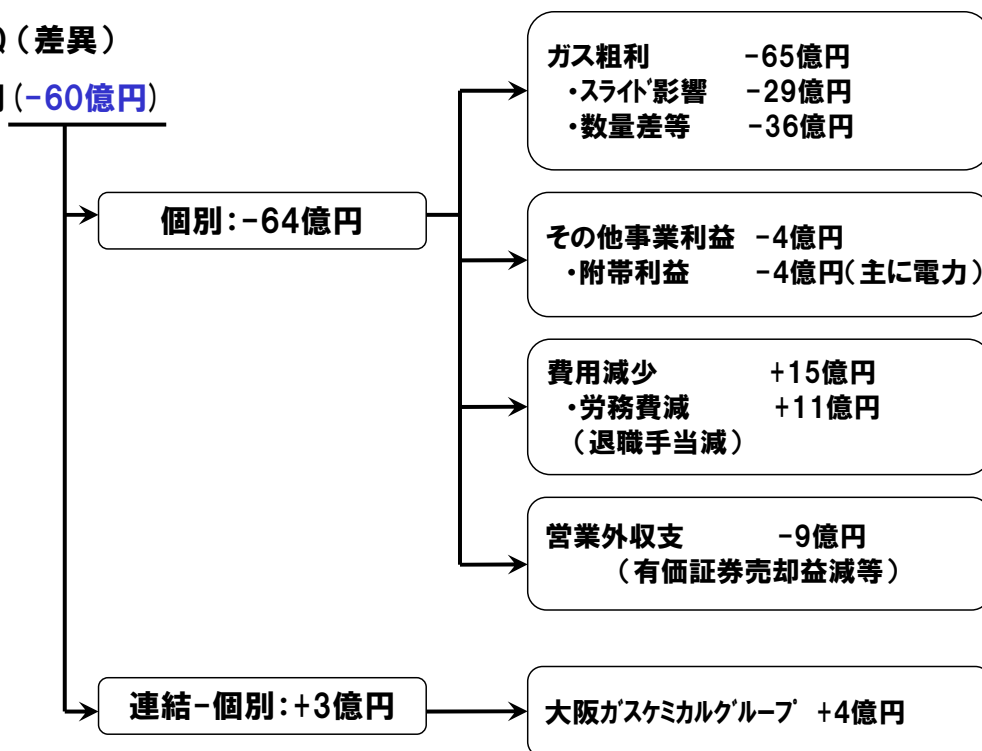 Q（差異）
円（-60億円）
個別：-64億円
連結-個別：+3億円
ガス粗利 -65億円
・スライド影響 -29億円
・数量差等 -36億円
その他事業利益 -4億円
・附帯利益 -4億円（主に電力）
費用減少 +15億円
・労務費減 +11億円
（退職手当減）
営業外収支 -9億円
（有価証券売却益減等）
大阪ガスケミカルグループ +4億円